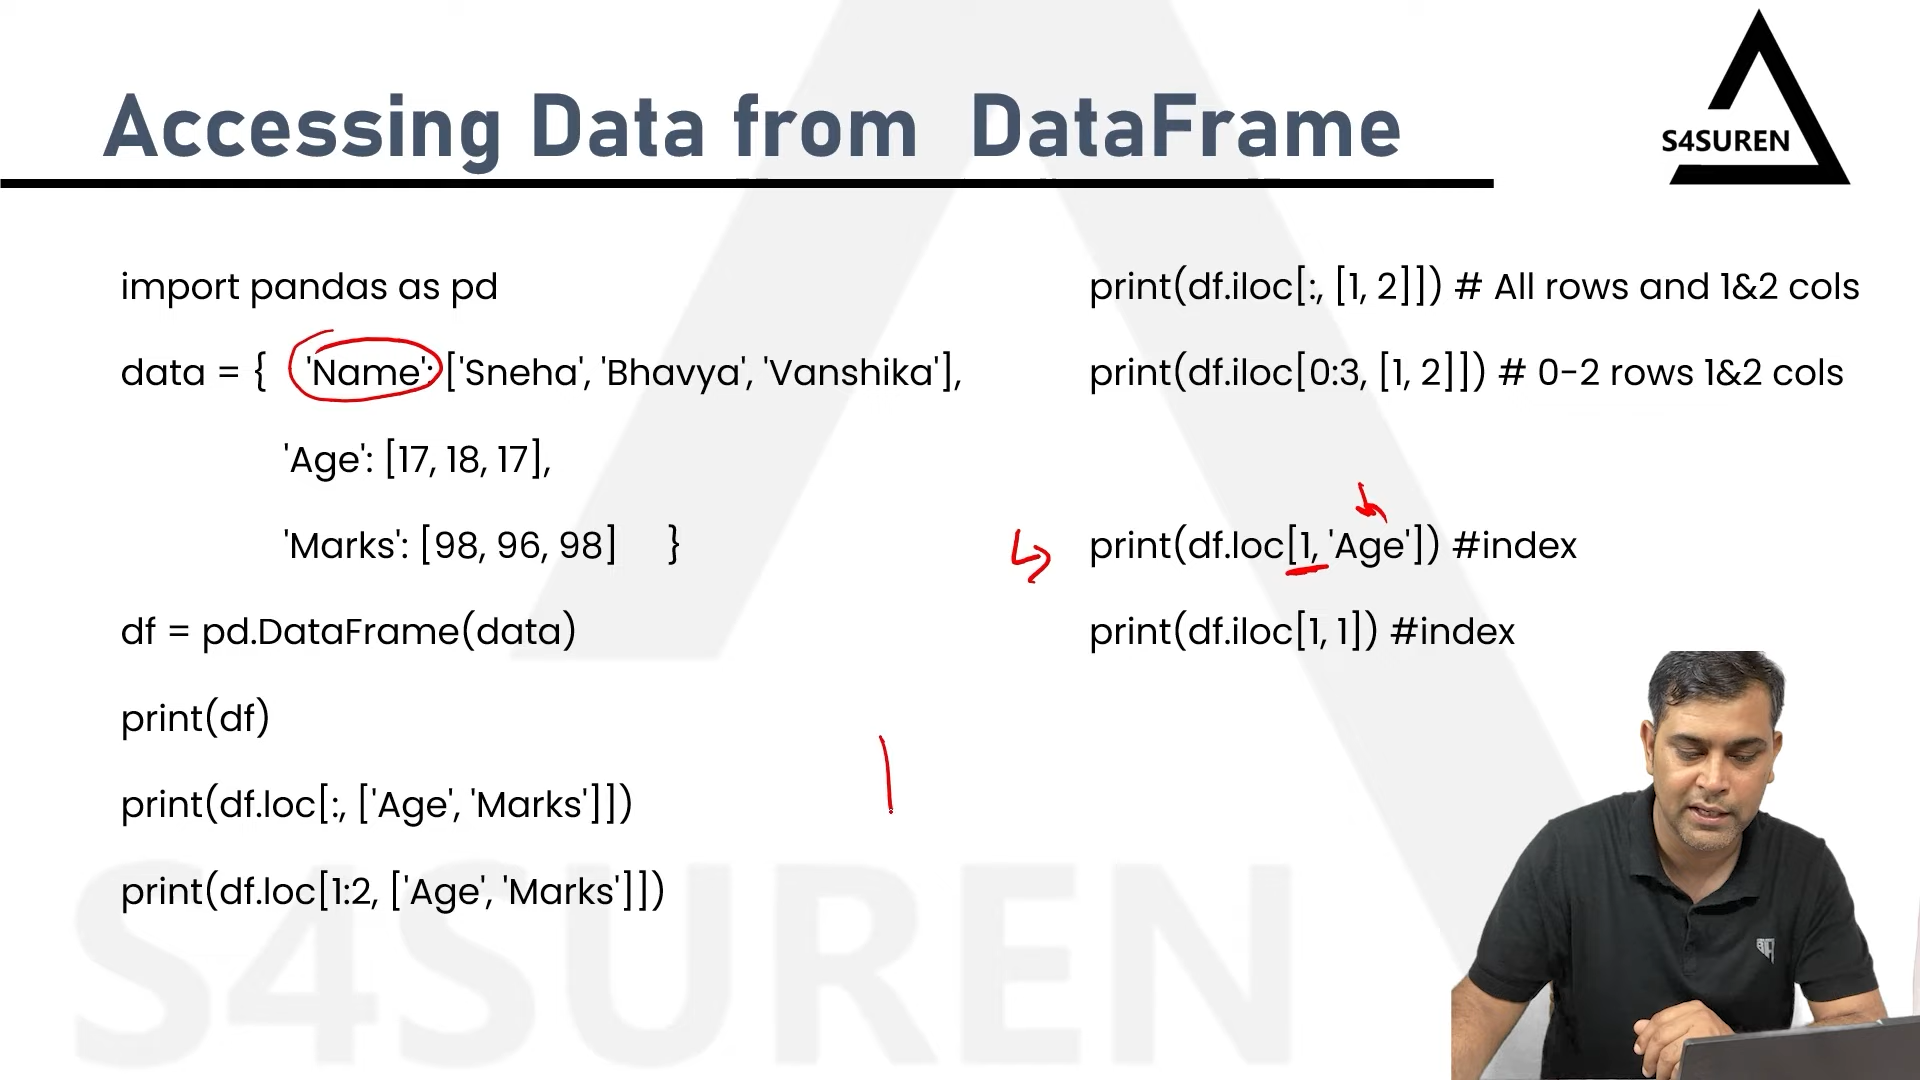 Accessing Data from DataFrame
S4SUREN
import pandas as pd
data = { 'Name': ['Sneha', 'Bhavya', 'Vanshika'],
'Age': [17, 18, 17],
'Marks': [98, 96, 98] }
df = pd.DataFrame(data)
print(df)
print(df.loc[:, ['Age', 'Marks']])
print(df.loc[1:2, ['Age', 'Marks']])
print(df.iloc[:, [1, 2]]) # All rows and 1&2 cols
print(df.iloc[0:3, [1, 2]]) # 0-2 rows 1&2 cols
print(df.loc[1, 'Age']) #index
print(df.iloc[1, 1]) #index
S4SUREN